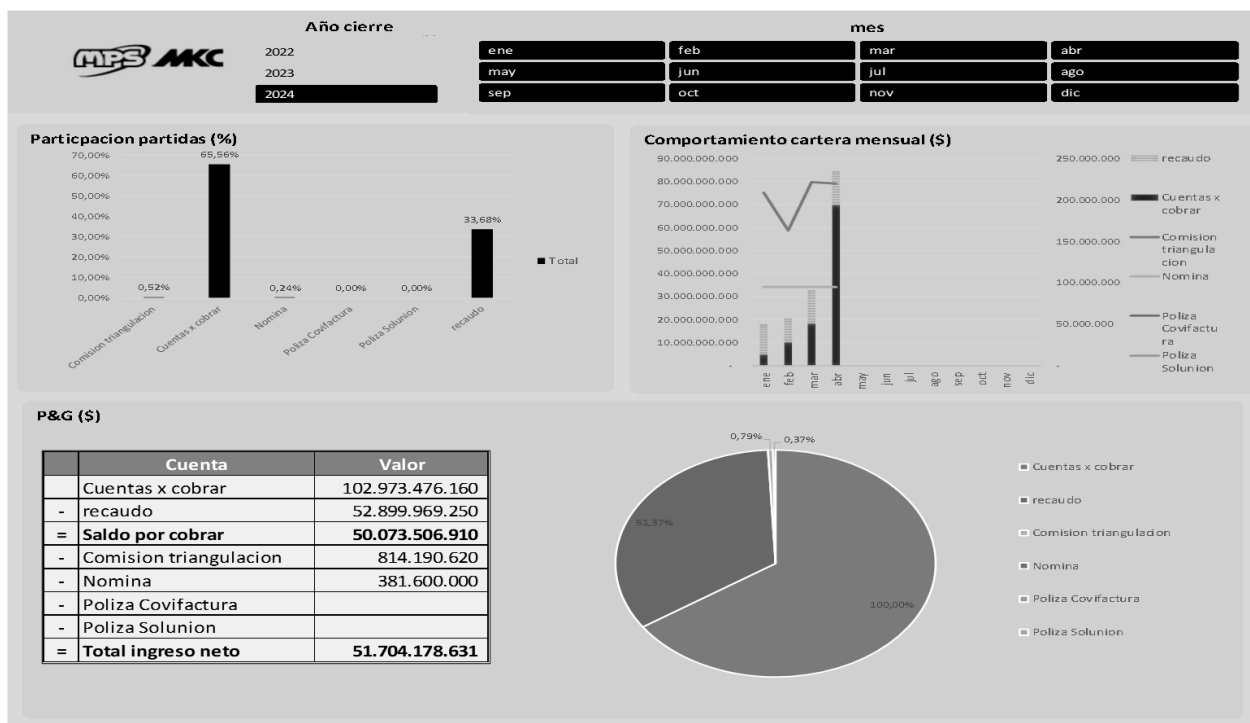 MPS MKC
Año cierre
2022
2023
2024
mes
ene feb mar abr
may jun jul ago
sep oct nov dic
Particpacion partidas (%)
70,00%
60,00%
50,00%
40,00%
30,00%
20,00%
10,00%
0,00%
0,52%
65,56%
0,24%
0,00%
0,00%
33,68%
Comision triangulacion
Cuentas x cobrar
Nomina
Poliza Covifactura
Poliza Solunion
recaudo
Total
Comportamiento cartera mensual ($)
90.000.000.000
80.000.000.000
70.000.000.000
60.000.000.000
50.000.000.000
40.000.000.000
30.000.000.000
20.000.000.000
10.000.000.000
-
ene
feb
mar
abr
may
jun
jul
ago
sep
oct
nov
dic
250.000.000
200.000.000
150.000.000
100.000.000
50.000.000
-
recaudo
Cuentas x
cobrar
Comision
triangula
cion
Nomina
Poliza
Covifactu
ra
Poliza
Solunion
P&G ($)
Cuenta Valor
Cuentas x cobrar 102.973.476.160
- recaudo 52.899.969.250
= Saldo por cobrar 50.073.506.910
- Comision triangulacion 814.190.620
- Nomina 381.600.000
- Poliza Covifactura
- Poliza Solunion
= Total ingreso neto 51.704.178.631
0,79%
0,37%
51,37%
100,00%
Cuentas x cobrar
recaudo
Comision triangulacion
Nomina
Poliza Covifactura
Poliza Solunion